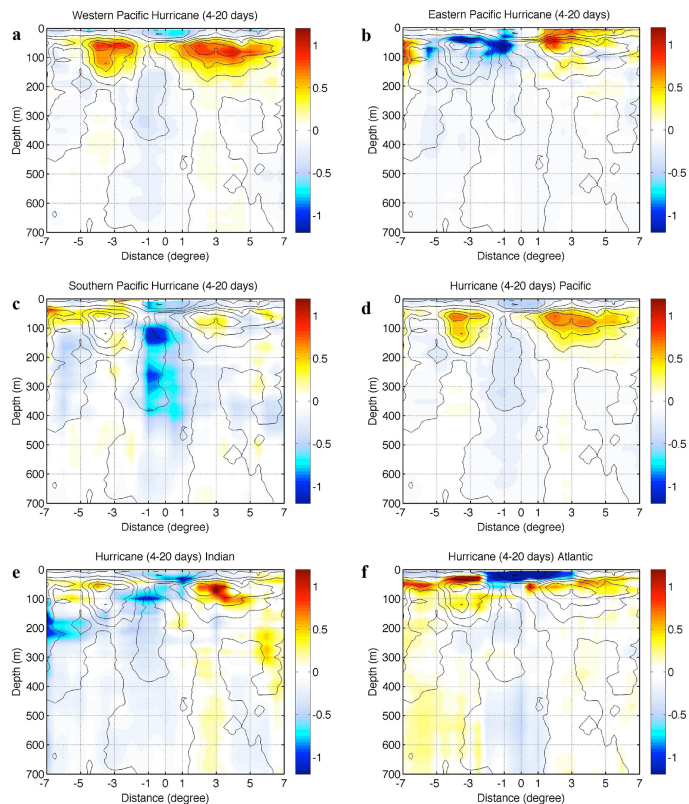 Western Pacific Hurricane (4-20 days)
a
0
100
200
300
400
500
600
700
Depth (m)
-7 -5 -3 -1 0 1 3 5 7
Distance (degree)
1
0.5
0
-0.5
-1
Eastern Pacific Hurricane (4-20 days)
b
0
100
200
300
400
500
600
700
Depth (m)
-7 -5 -3 -1 0 1 3 5 7
Distance (degree)
1
0.5
0
-0.5
-1
Southern Pacific Hurricane (4-20 days)
c
0
100
200
300
400
500
600
700
Depth (m)
-7 -5 -3 -1 0 1 3 5 7
Distance (degree)
1
0.5
0
-0.5
-1
Hurricane (4-20 days) Pacific
d
0
100
200
300
400
500
600
700
Depth (m)
-7 -5 -3 -1 0 1 3 5 7
Distance (degree)
1
0.5
0
-0.5
-1
Hurricane (4-20 days) Indian
e
0
100
200
300
400
500
600
700
Depth (m)
-7 -5 -3 -1 0 1 3 5 7
Distance (degree)
1
0.5
0
-0.5
-1
Hurricane (4-20 days) Atlantic
f
0
100
200
300
400
500
600
700
Depth (m)
-7 -5 -3 -1 0 1 3 5 7
Distance (degree)
1
0.5
0
-0.5
-1